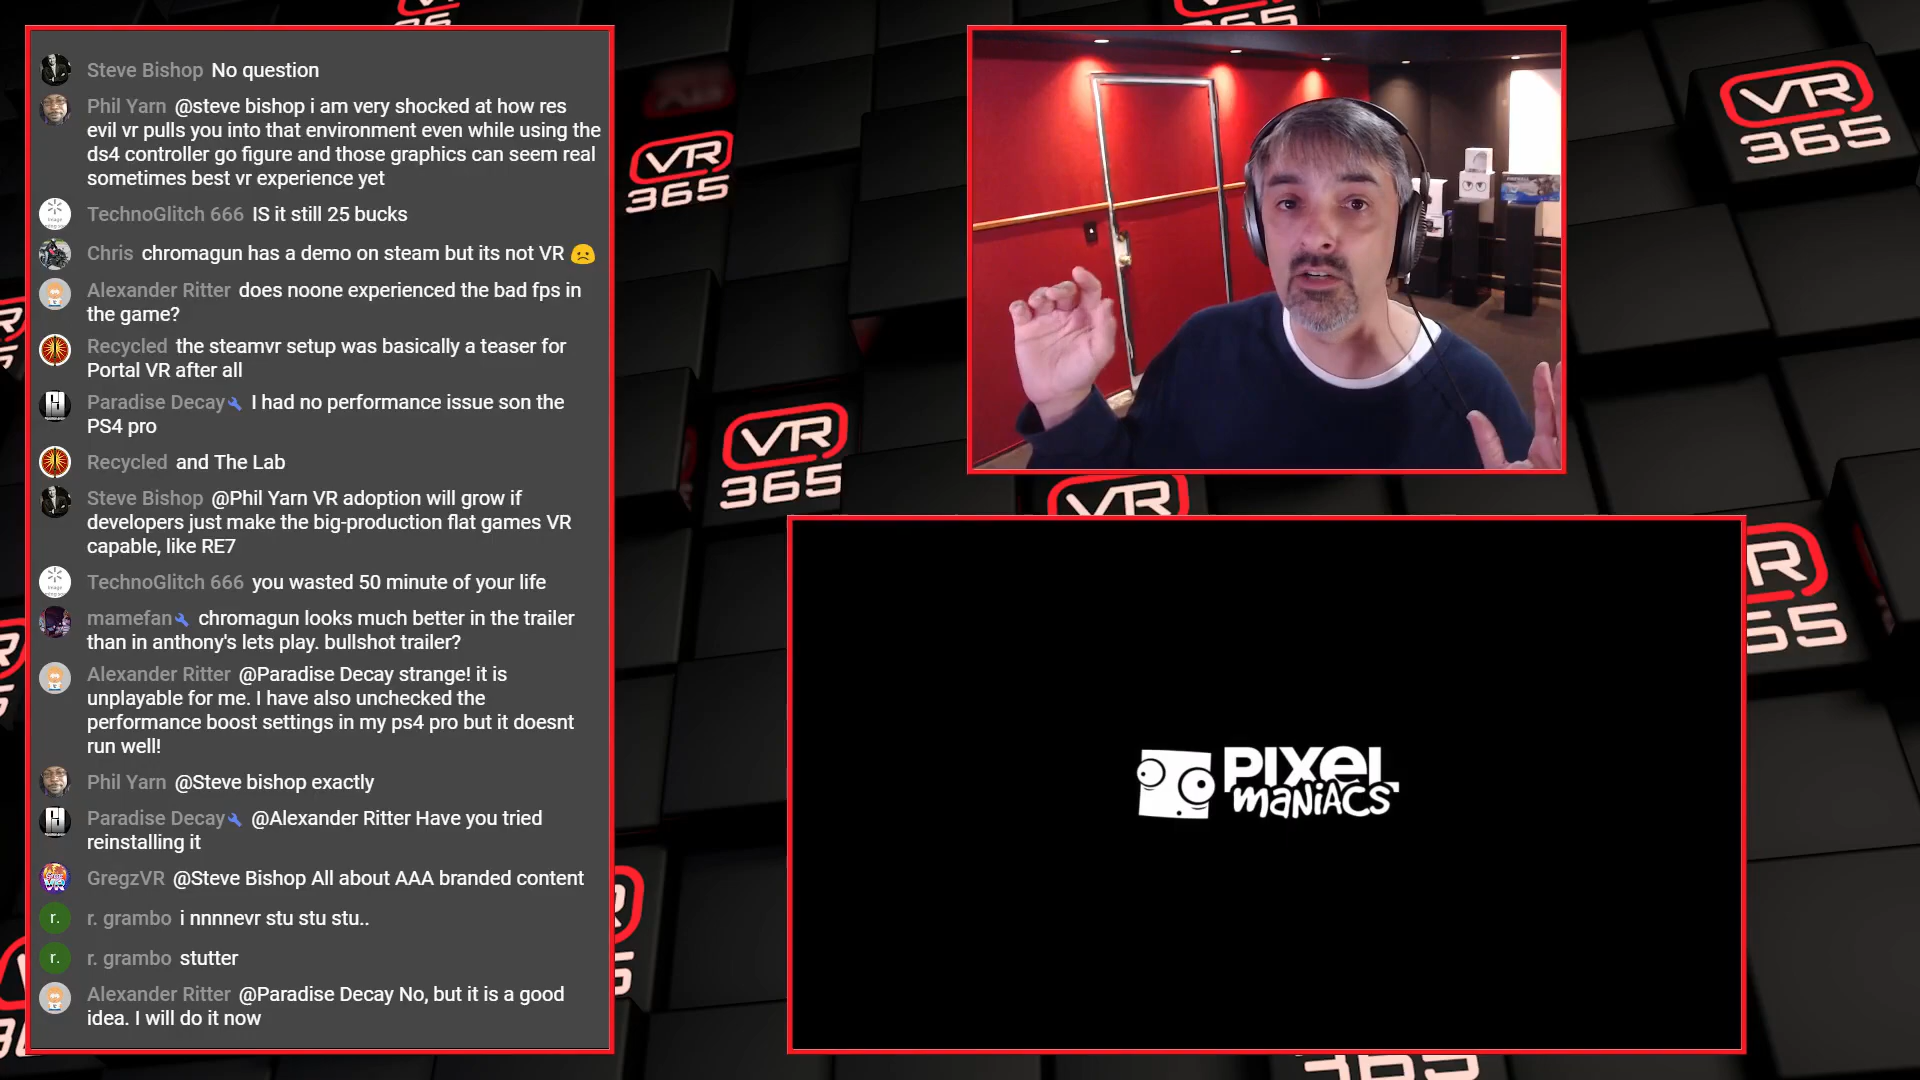 Steve Bishop No question
Phil Yarn @steve bishop i am very shocked at how res
evil vr pulls you into that environment even while using the
ds4 controller go figure and those graphics can seem real
sometimes best vr experience yet
TechnoGlitch 666 IS it still 25 bucks
Chris chromagun has a demo on steam but its not VR
Alexander Ritter does noone experienced the bad fps in
the game?
Recycled the steamvr setup was basically a teaser for
Portal VR after all
Paradise Decay I had no performance issue son the
PS4 pro
Recycled and The Lab
Steve Bishop @Phil Yarn VR adoption will grow if
developers just make the big-production flat games VR
capable, like RE7
TechnoGlitch 666 you wasted 50 minute of your life
mamefan chromagun looks much better in the trailer
than in anthony's lets play. bullshot trailer?
Alexander Ritter @Paradise Decay strange! it is
unplayable for me. I have also unchecked the
performance boost settings in my ps4 pro but it doesnt
run well!
Phil Yarn @Steve bishop exactly
Paradise Decay @Alexander Ritter Have you tried
reinstalling it
GregzVR @Steve Bishop All about AAA branded content
r. r. grambo i nnnnevr stu stu stu..
r. r. grambo stutter
Alexander Ritter @Paradise Decay No, but it is a good
idea. I will do it now
VR
365
VR
365
VR
365
VR
365
PIXEL
MANIACS